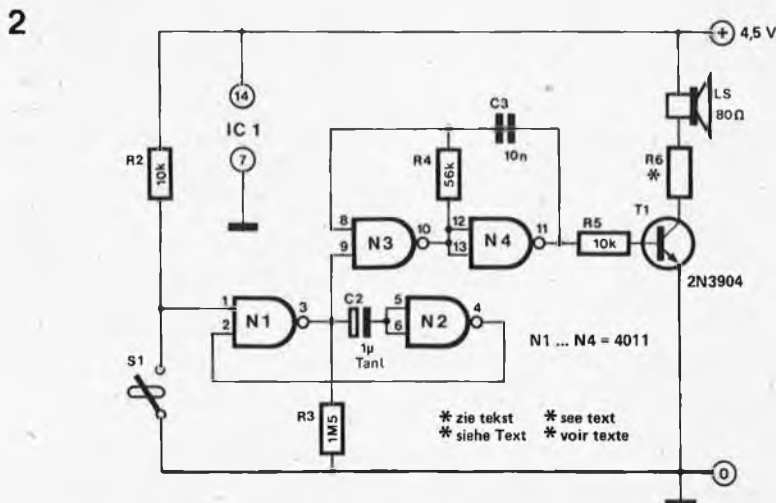 2
+ 4,5 V
14
IC 1
7
LS
80Ω
C3
10n
R2
10k
R4
56k
R6
*
T1
8
9
N3
10
12
13
N4
11
R5
10k
2N3904
1
2
N1
3
C2
1µ
Tanl
5
6
N2
4
N1 ... N4 = 4011
S1
R3
1M5
* zie tekst * see text
* siehe Text * voir texte
0